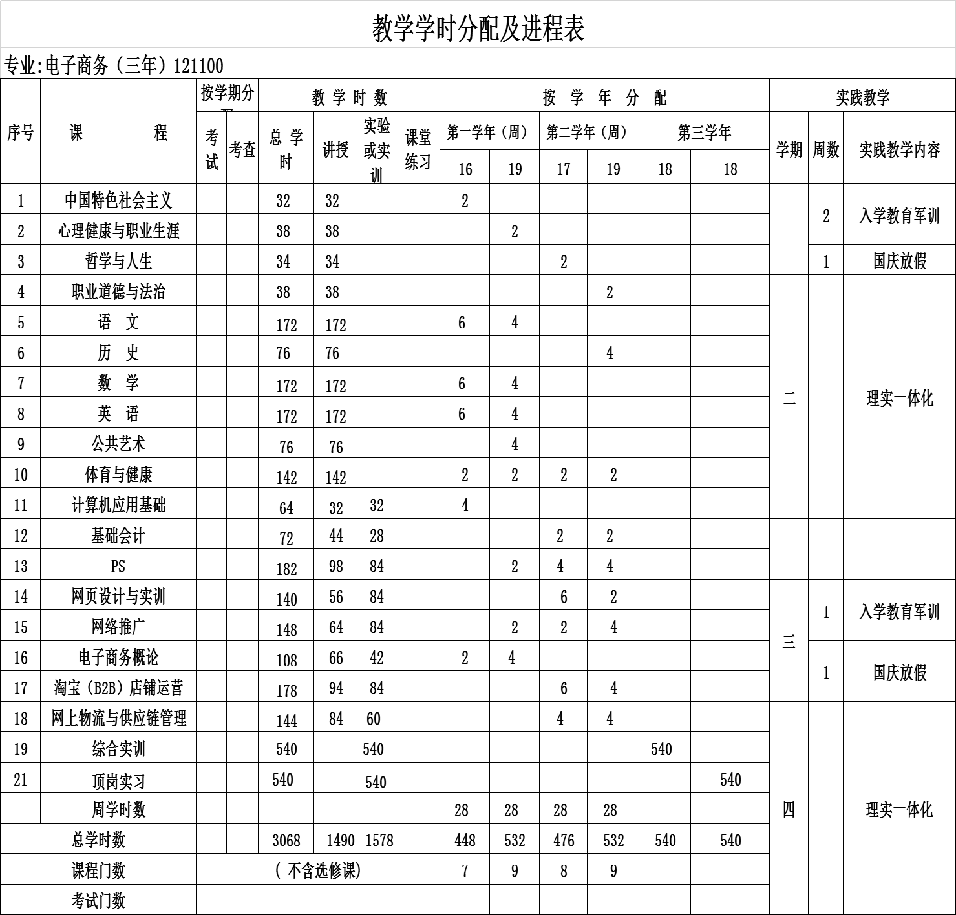 教学学时分配及进程表
专业:电子商务（三年）121100
序号 课 程 按学期分 教 学 时 数 按 学 年 分 配 实践教学
考试 考查 总 学时 讲授 实验或实训 课堂练习 第一学年（周） 第二学年（周） 第三学年 学期 周数 实践教学内容
16 19 17 19 18 18
1 中国特色社会主义 32 32 2 2 入学教育军训
2 心理健康与职业生涯 38 38 2
3 哲学与人生 34 34 2 1 国庆放假
4 职业道德与法治 38 38 2 二 理实一体化
5 语 文 172 172 6 4
6 历 史 76 76 4
7 数 学 172 172 6 4
8 英 语 172 172 6 4
9 公共艺术 76 76 4
10 体育与健康 142 142 2 2 2 2
11 计算机应用基础 64 32 32 4
12 基础会计 72 44 28 2 2
13 PS 182 98 84 2 4 4
14 网页设计与实训 140 56 84 6 2 三 1 入学教育军训
15 网络推广 148 64 84 2 2 4
16 电子商务概论 108 66 42 2 4 1 国庆放假
17 淘宝（B2B）店铺运营 178 94 84 6 4
18 网上物流与供应链管理 144 84 60 4 4 四 理实一体化
19 综合实训 540 540 540
21 顶岗实习 540 540 540
周学时数 28 28 28 28
总学时数 3068 1490 1578 448 532 476 532 540 540
课程门数 （ 不含选修课） 7 9 8 9
考试门数